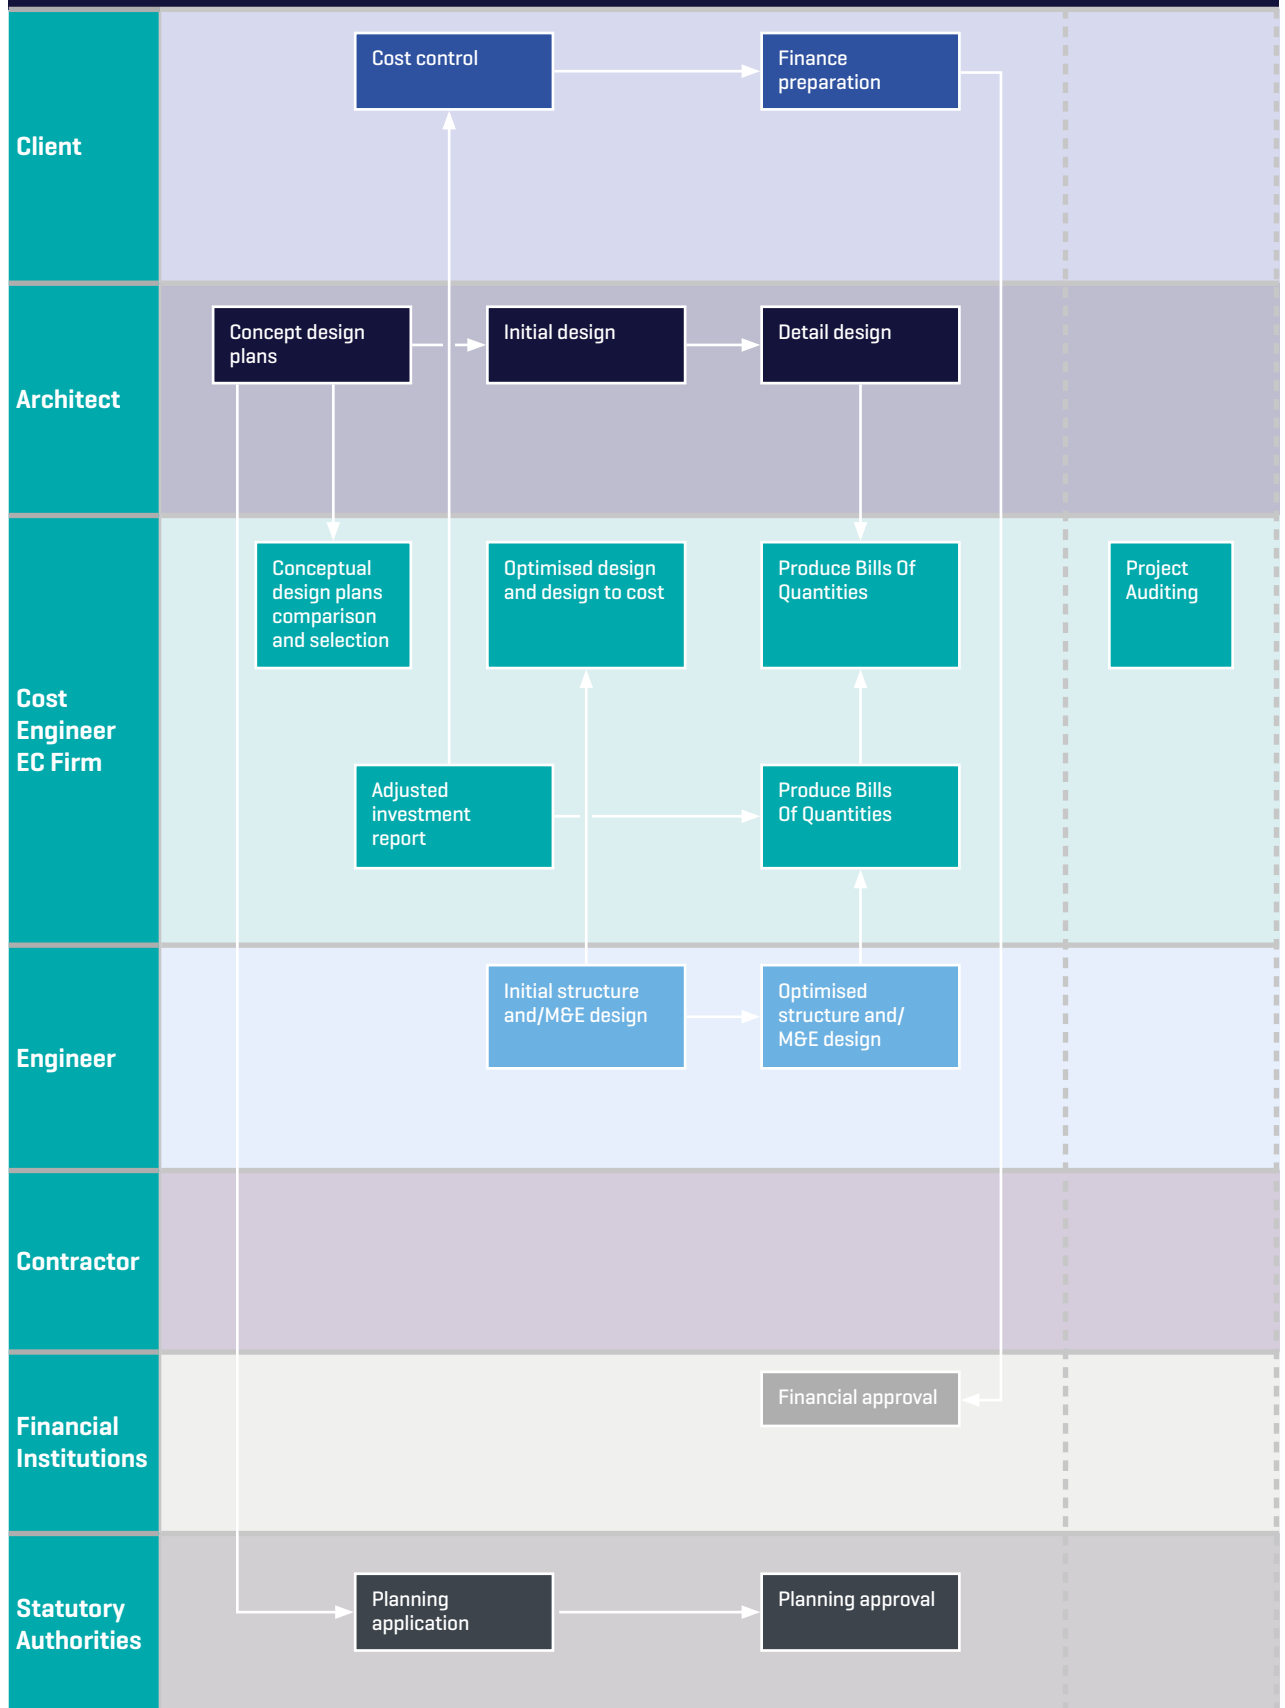 Client
Cost control
Finance
preparation
Architect
Concept design
plans
Initial design
Detail design
Cost
Engineer
EC Firm
Conceptual
design plans
comparison
and selection
Optimised design
and design to cost
Produce Bills Of
Quantities
Project
Auditing
Adjusted
investment
report
Produce Bills
Of Quantities
Engineer
Initial structure
and/M&E design
Optimised
structure and/
M&E design
Contractor
Financial
Institutions
Financial approval
Statutory
Authorities
Planning
application
Planning approval